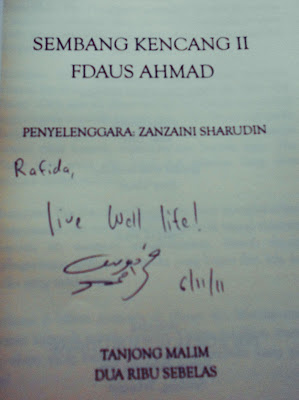 SEMBANG KENCANG II
FDAUS AHMAD
PENYELENGGARA: ZANZAINI SHARUDIN
Rafida,
live well life!
6/11/11
TANJONG MALIM
DUA RIBU SEBELAS